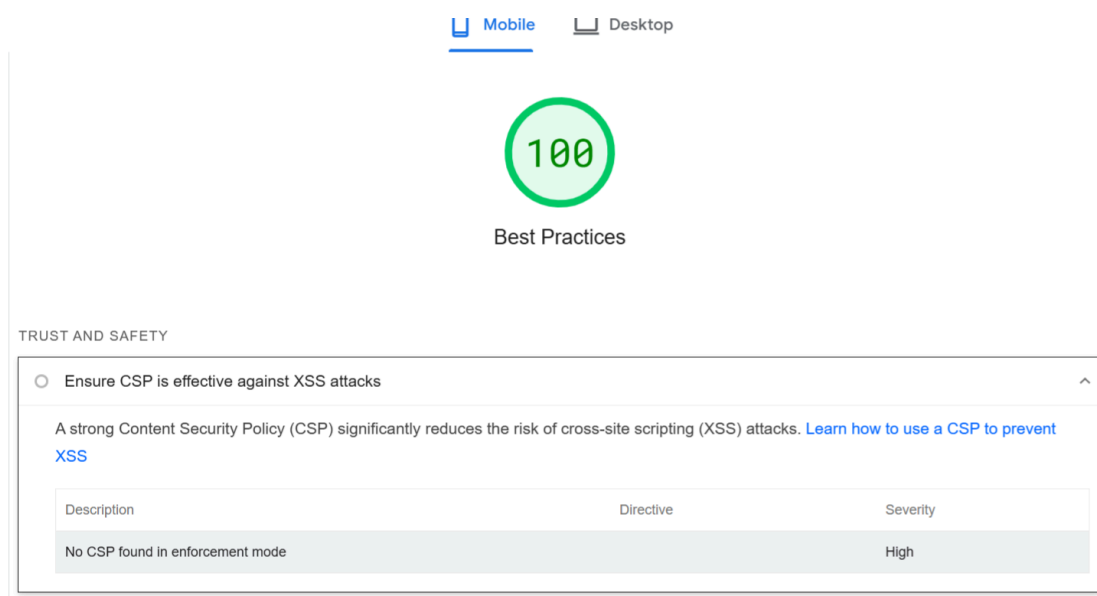 Mobile
Desktop
100
Best Practices
TRUST AND SAFETY
Ensure CSP is effective against XSS attacks
A strong Content Security Policy (CSP) significantly reduces the risk of cross-site scripting (XSS) attacks. Learn how to use a CSP to prevent
XSS
Description Directive Severity
No CSP found in enforcement mode High